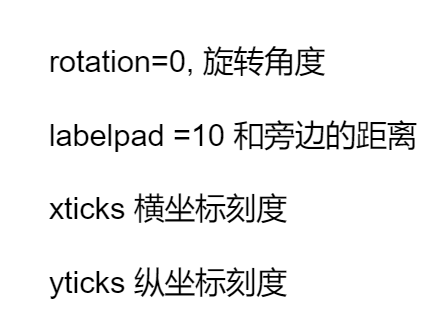 rotation=0, 旋转角度
labelpad =10 和旁边的距离
xticks 横坐标刻度
yticks 纵坐标刻度